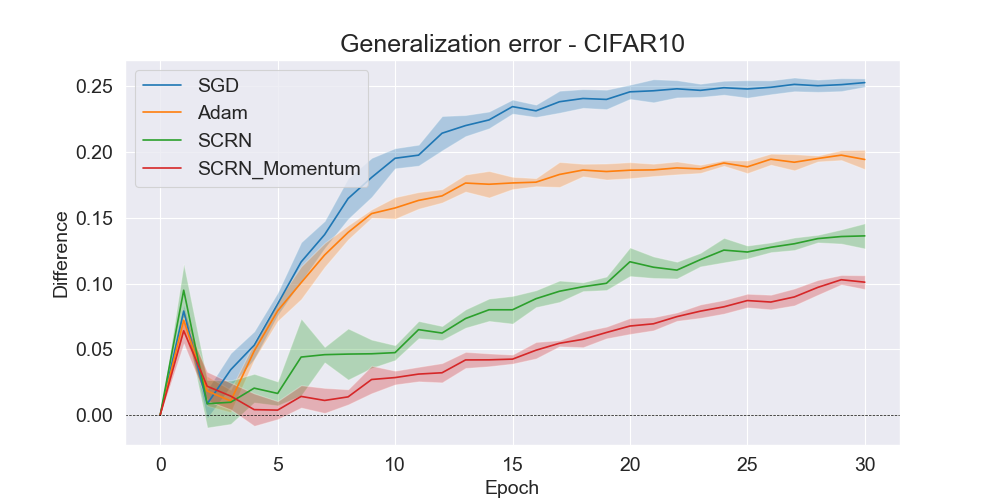 Generalization error - CIFAR10
SGD
Adam
SCRN
SCRN_Momentum
Difference
0.25
0.20
0.15
0.10
0.05
0.00
0 5 10 15 20 25 30
Epoch